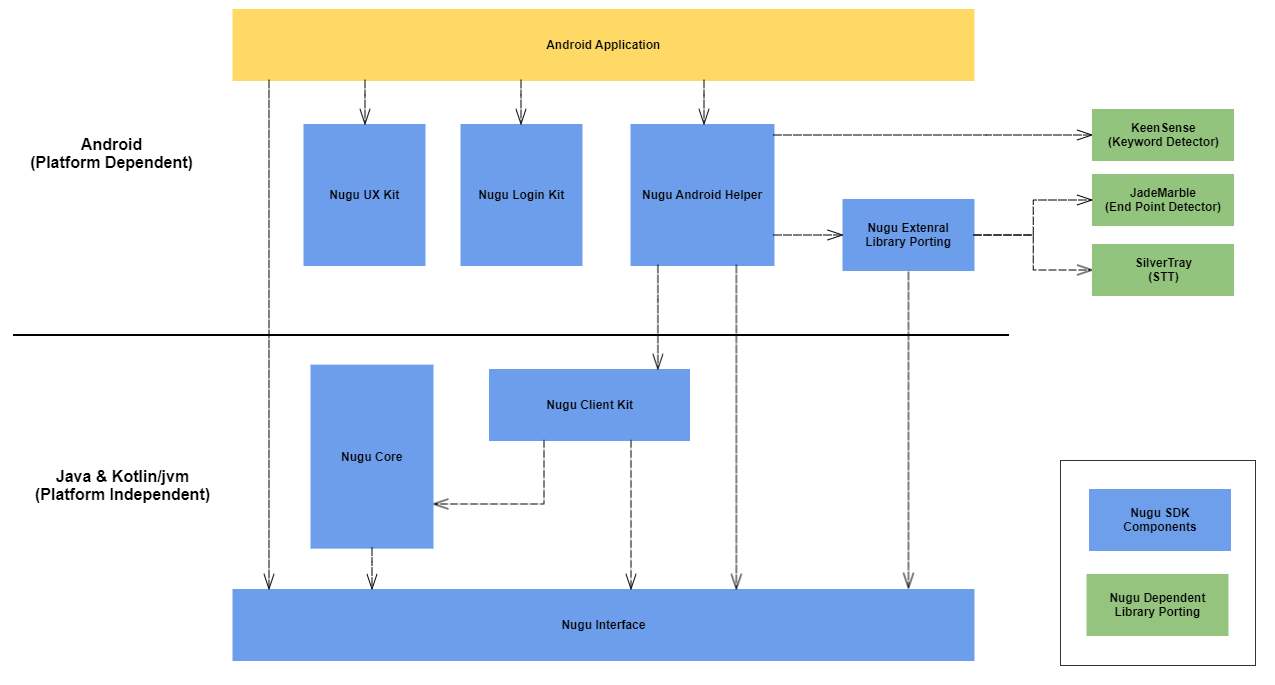 Android Application
Android
(Platform Dependent)
Nugu UX Kit
Nugu Login Kit
Nugu Android Helper
Nugu Extenral
Library Porting
KeenSense
(Keyword Detector)
JadeMarble
(End Point Detector)
SilverTray
(STT)
Java & Kotlin/jvm
(Platform Independent)
Nugu Core
Nugu Client Kit
Nugu Interface
Nugu SDK
Components
Nugu Dependent
Library Porting